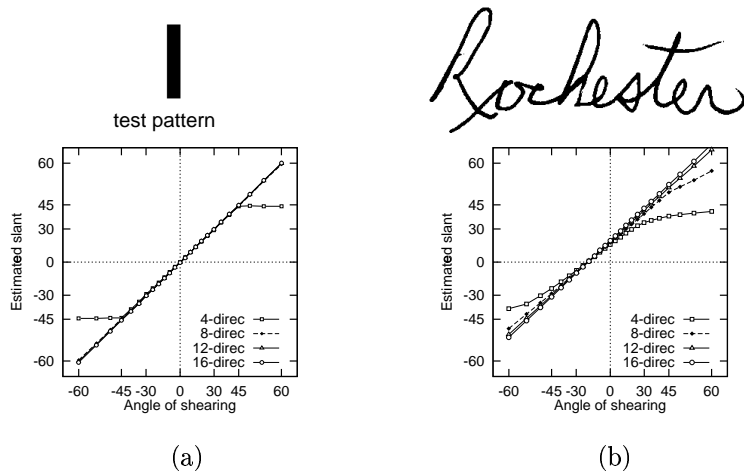 Rochester
test pattern
60
45
30
0
-30
-45
-60
Estimated slant
4-direc
8-direc
12-direc
16-direc
-60 -45 -30 0 30 45 60
Angle of shearing
(a)
60
45
30
0
-30
-45
-60
Estimated slant
4-direc
8-direc
12-direc
16-direc
-60 -45 -30 0 30 45 60
Angle of shearing
(b)